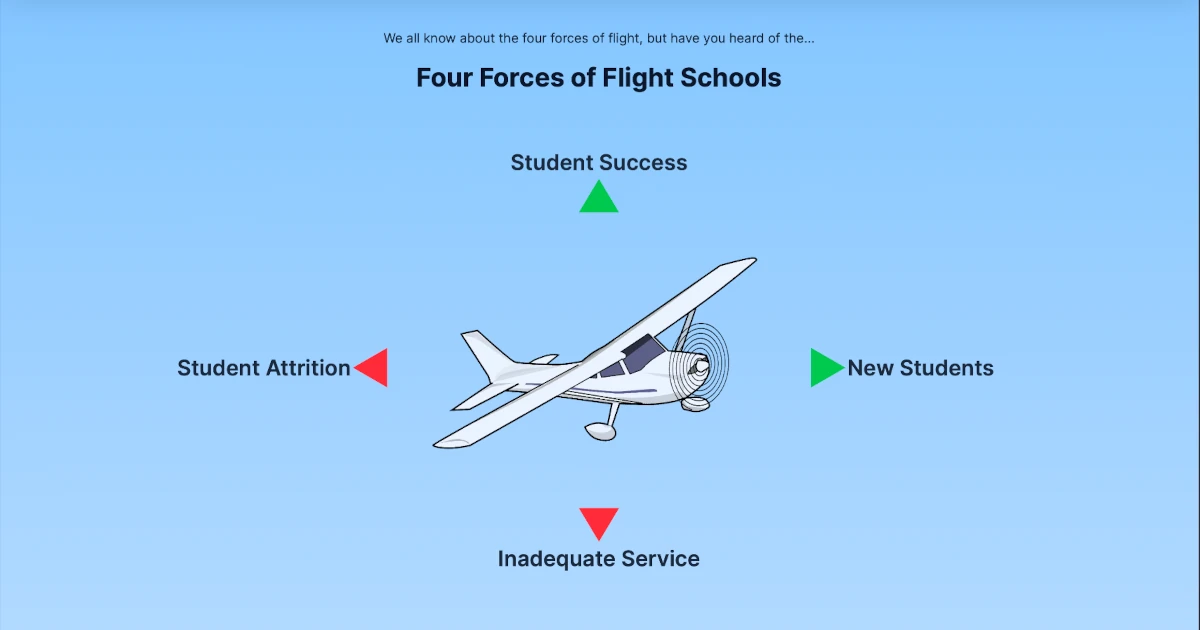 We all know about the four forces of flight, but have you heard of the...
Four Forces of Flight Schools
Student Success
Student Attrition
New Students
Inadequate Service